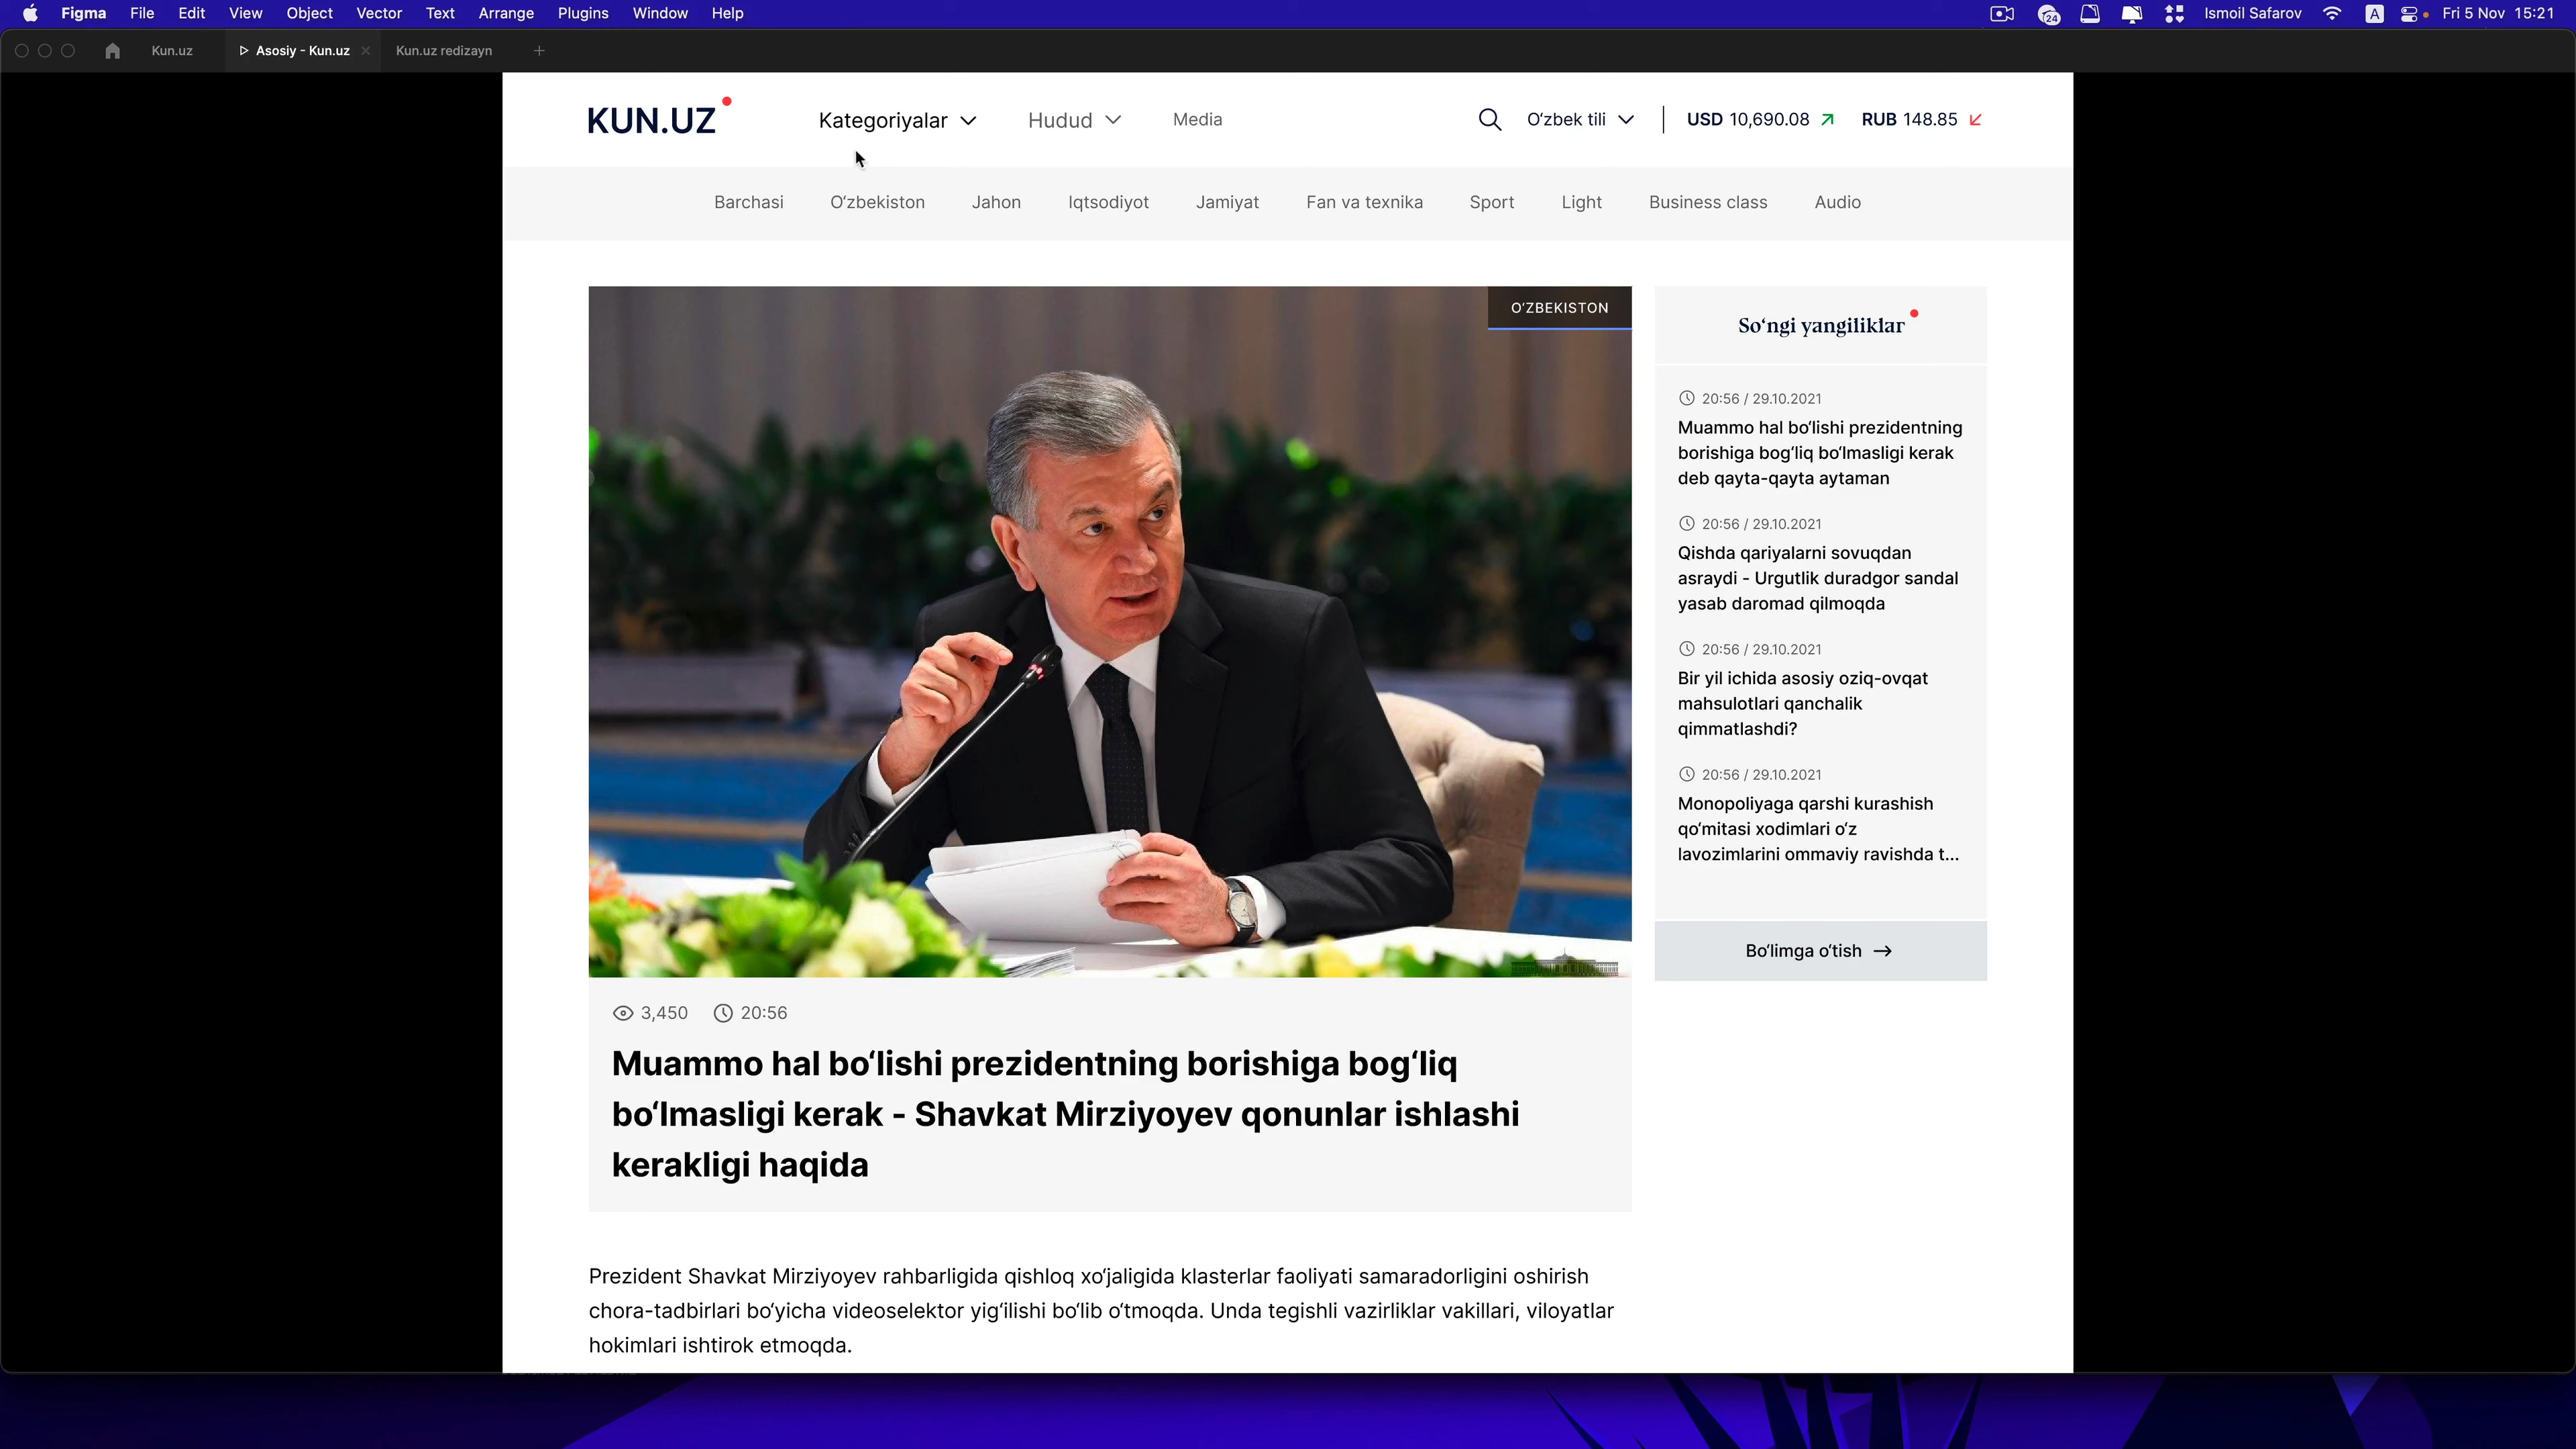 Figma File Edit View Object Vector Text Arrange Plugins Window Help
24 Ismoil Safarov A Fri 5 Nov 15:21
Kun.uz Asosiy - Kun.uz Kun.uz redizayn
KUN.UZ Kategoriyalar Hudud Media O‘zbek tili USD 10,690.08 RUB 148.85
Barchasi O‘zbekiston Jahon Iqtsodiyot Jamiyat Fan va texnika Sport Light Business class Audio
O‘ZBEKISTON
3,450 20:56
Muammo hal bo‘lishi prezidentning borishiga bog‘liq
bo‘lmasligi kerak - Shavkat Mirziyoyev qonunlar ishlashi
kerakligi haqida
Prezident Shavkat Mirziyoyev rahbarligida qishloq xo‘jaligida klasterlar faoliyati samaradorligini oshirish
chora-tadbirlari bo‘yicha videoselektor yig‘ilishi bo‘lib o‘tmoqda. Unda tegishli vazirliklar vakillari, viloyatlar
hokimlari ishtirok etmoqda.
So‘ngi yangiliklar
20:56 / 29.10.2021
Muammo hal bo‘lishi prezidentning
borishiga bog‘liq bo‘lmasligi kerak
deb qayta-qayta aytaman
20:56 / 29.10.2021
Qishda qariyalarni sovuqdan
asraydi - Urgutlik duradgor sandal
yasab daromad qilmoqda
20:56 / 29.10.2021
Bir yil ichida asosiy oziq-ovqat
mahsulotlari qanchalik
qimmatlashdi?
20:56 / 29.10.2021
Monopoliyaga qarshi kurashish
qo‘mitasi xodimlari o‘z
lavozimlarini ommaviy ravishda t...
Bo‘limga o‘tish